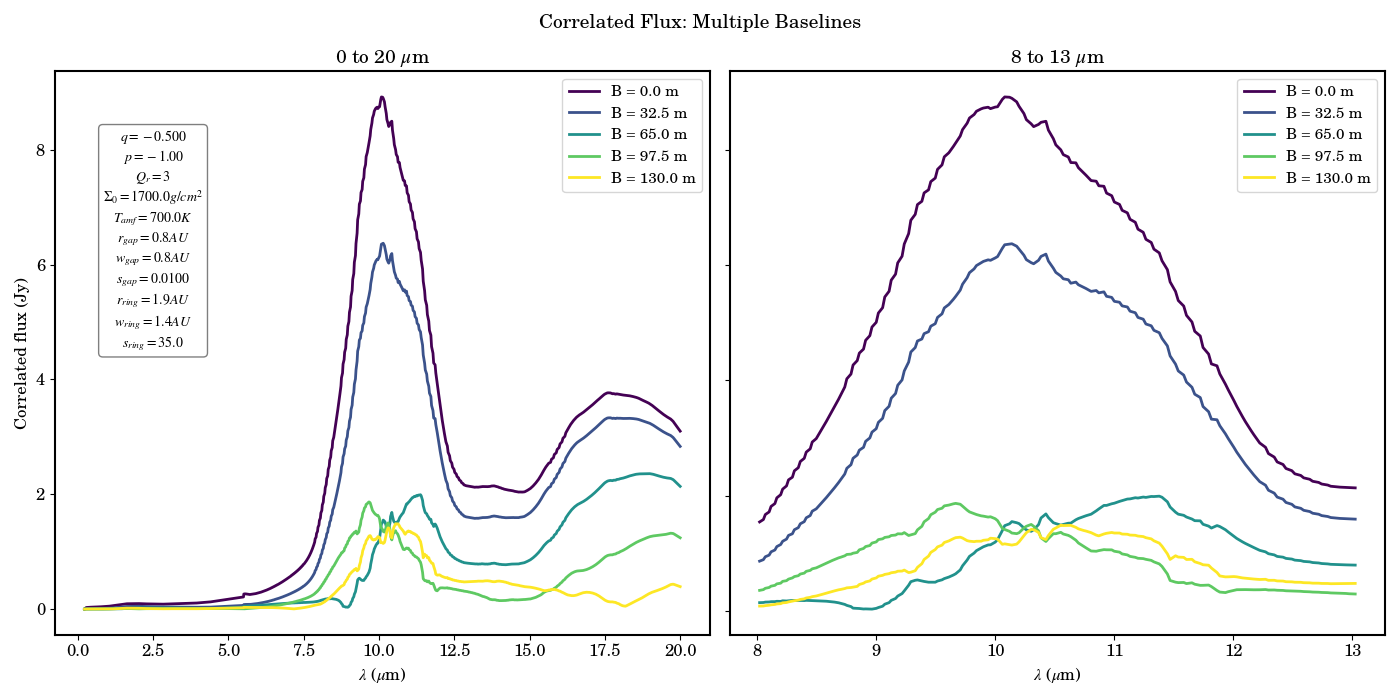 Correlated Flux: Multiple Baselines
0 to 20 μm
8 to 13 μm
B = 0.0 m
B = 32.5 m
B = 65.0 m
B = 97.5 m
B = 130.0 m
B = 0.0 m
B = 32.5 m
B = 65.0 m
B = 97.5 m
B = 130.0 m
q = −0.500
p = −1.00
Q_r = 3
Σ_0 = 1700.0g/cm^2
T_amf = 700.0K
r_gap = 0.8AU
w_gap = 0.8AU
s_gap = 0.0100
r_ring = 1.9AU
w_ring = 1.4AU
s_ring = 35.0
Correlated flux (Jy)
8
6
4
2
0
0.0 2.5 5.0 7.5 10.0 12.5 15.0 17.5 20.0
8 9 10 11 12 13
λ (μm)
λ (μm)